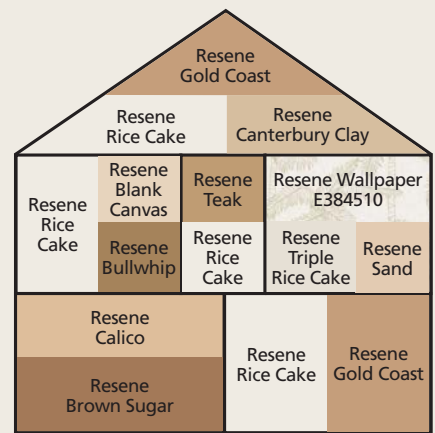 Resene
Gold Coast
Resene
Rice Cake
Resene
Canterbury Clay
Resene
Rice
Cake
Resene
Blank
Canvas
Resene
Bullwhip
Resene
Teak
Resene
Rice
Cake
Resene Wallpaper
E384510
Resene
Triple
Rice Cake
Resene
Sand
Resene
Calico
Resene
Brown Sugar
Resene
Rice Cake
Resene
Gold Coast